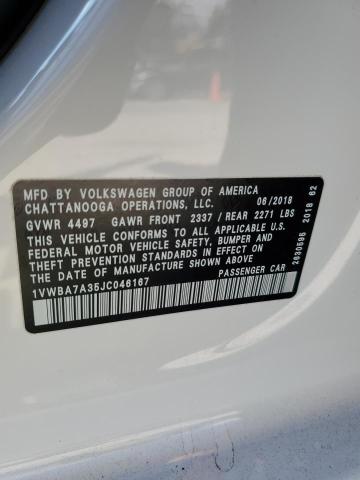 MFD BY VOLKSWAGEN GROUP OF AMERICA
CHATTANOOGA OPERATIONS, LLC. 06/2018
GVWR 4497 GAWR FRONT 2337 / REAR 2271 LBS
THIS VEHICLE CONFORMS TO ALL APPLICABLE U.S.
FEDERAL MOTOR VEHICLE SAFETY, BUMPER AND
THEFT PREVENTION STANDARDS IN EFFECT ON THE
DATE OF MANUFACTURE SHOWN ABOVE.
1VWBA7A35JC046167 PASSENGER CAR
2630595 2018 62